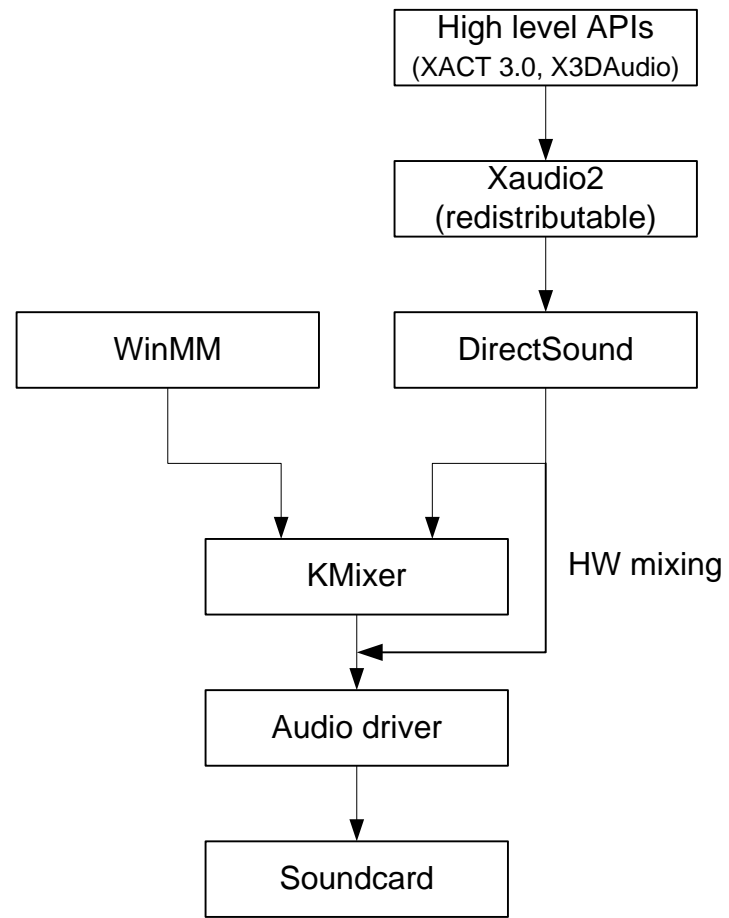 High level APIs
(XACT 3.0, X3DAudio)
Xaudio2
(redistributable)
WinMM
DirectSound
KMixer
HW mixing
Audio driver
Soundcard